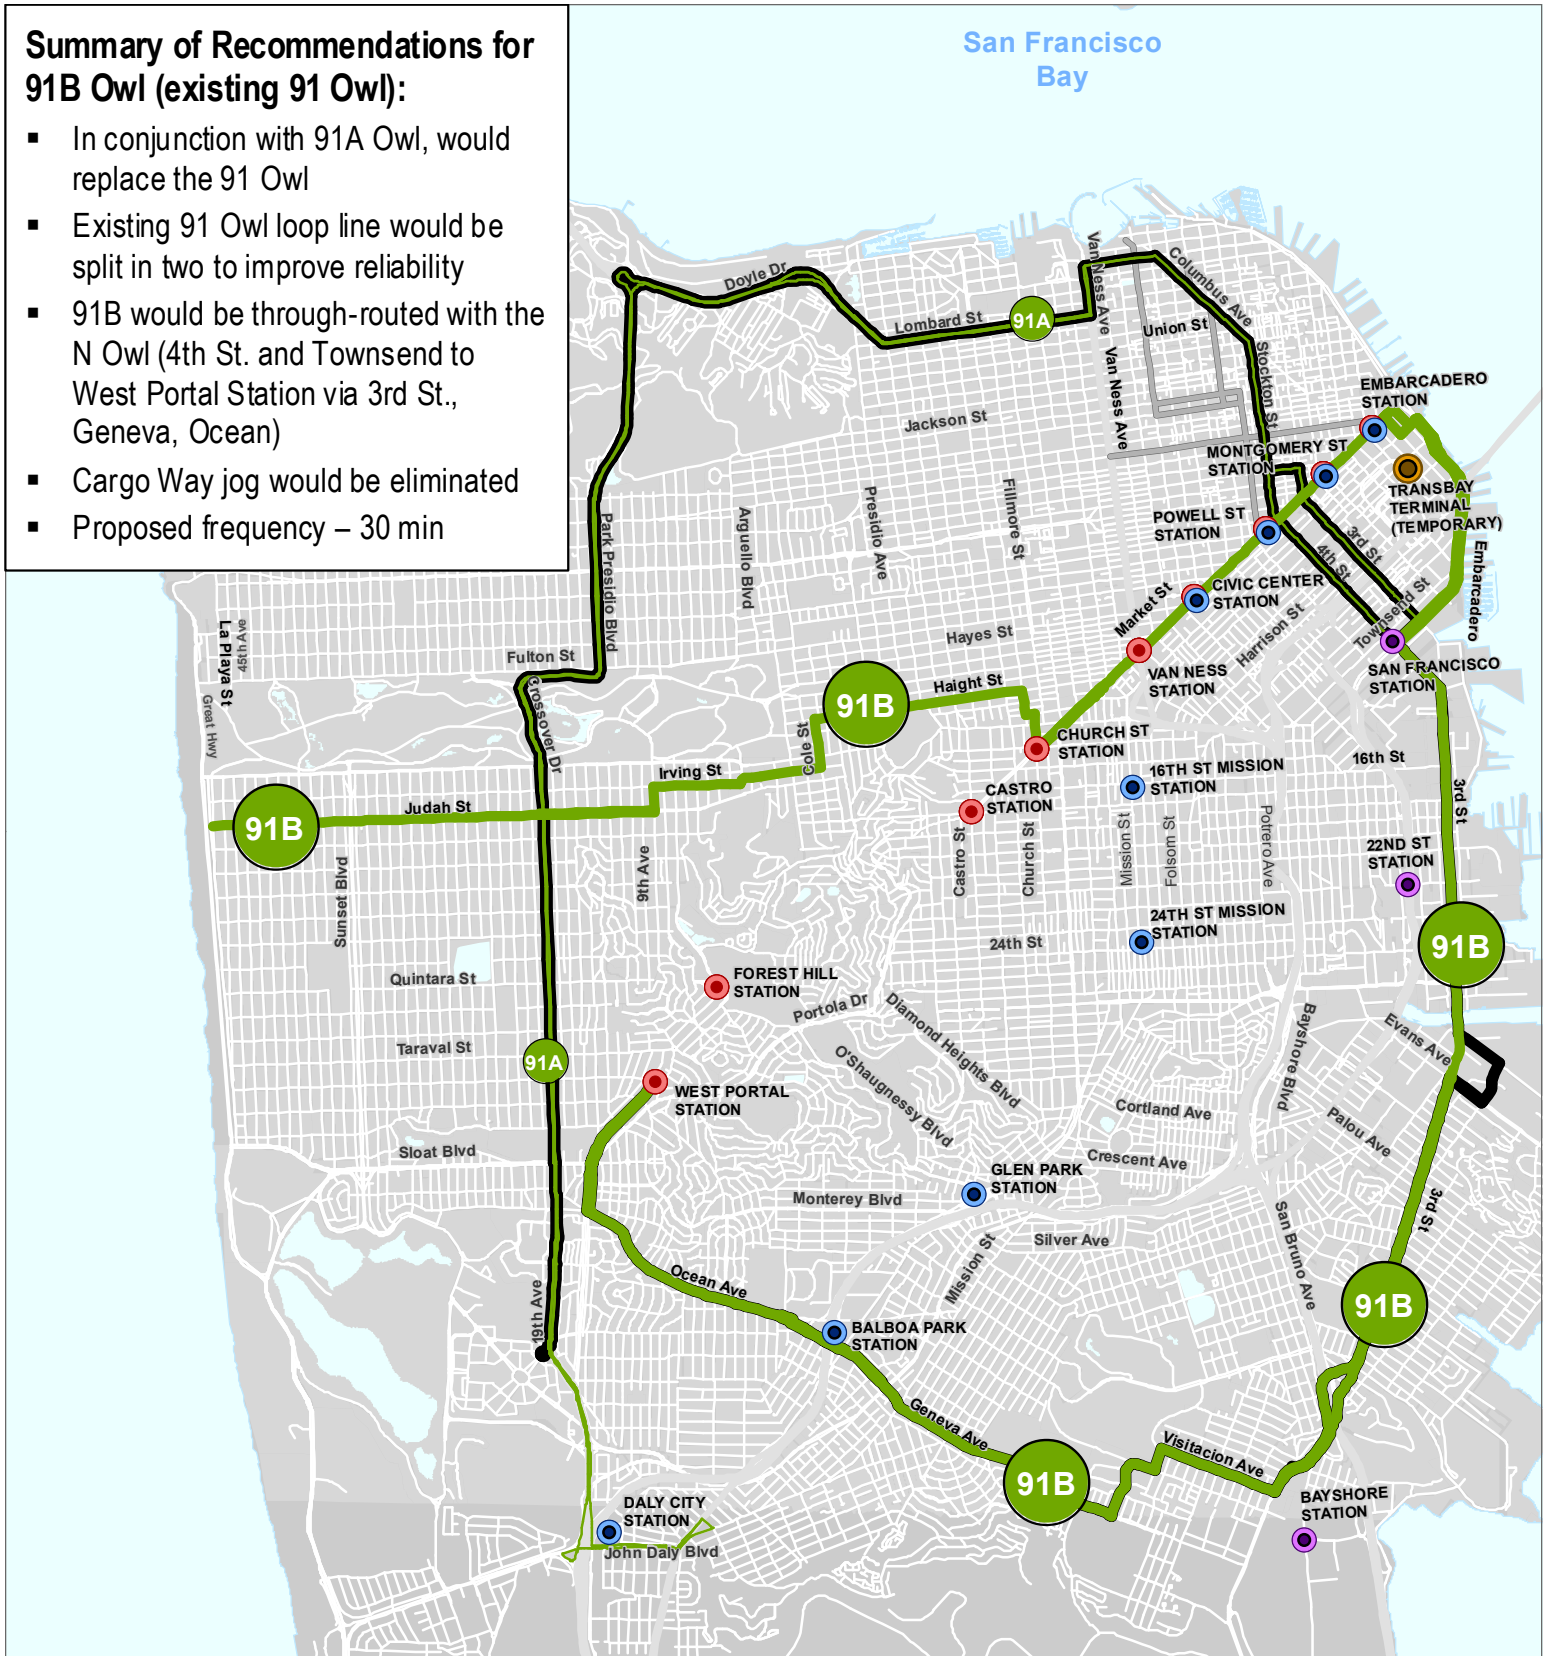 Summary of Recommendations for
91B Owl (existing 91 Owl):
▪ In conjunction with 91A Owl, would
replace the 91 Owl
▪ Existing 91 Owl loop line would be
split in two to improve reliability
▪ 91B would be through-routed with the
N Owl (4th St. and Townsend to
West Portal Station via 3rd St.,
Geneva, Ocean)
▪ Cargo Way jog would be eliminated
▪ Proposed frequency – 30 min
San Francisco
Bay
Doyle Dr
Lombard St
91A
Van Ness Ave
Columbus Ave
Union St
Van Ness Ave
Stockton St
EMBARCADERO
STATION
Jackson St
MONTGOMERY ST
STATION
TRANSBAY
TERMINAL
(TEMPORARY)
Park Presidio Blvd
Arguello Blvd
Presidio Ave
Fillmore St
POWELL ST
STATION
3rd St
4th St
Embarcadero
CIVIC CENTER
STATION
Market St
Townsend St
Harrison St
La Playa St
45th Ave
Hayes St
Fulton St
Crossover Dr
SAN FRANCISCO
STATION
VAN NESS
STATION
Great Hwy
91B
Haight St
Cole St
CHURCH ST
STATION
16th St
Irving St
16TH ST MISSION
STATION
CASTRO
STATION
3rd St
91B
Judah St
Sunset Blvd
9th Ave
Castro St
Church St
Mission St
Folsom St
Potrero Ave
22ND ST
STATION
24TH ST MISSION
STATION
24th St
91B
Quintara St
FOREST HILL
STATION
Portola Dr
Diamond Heights Blvd
Bayshore Blvd
Evans Ave
Taraval St
91A
O'Shaugnessy Blvd
WEST PORTAL
STATION
Cortland Ave
Palou Ave
Sloat Blvd
Crescent Ave
GLEN PARK
STATION
Monterey Blvd
3rd St
San Bruno Ave
Silver Ave
Mission St
Ocean Ave
19th Ave
91B
BALBOA PARK
STATION
Geneva Ave
Visitacion Ave
91B
BAYSHORE
STATION
DALY CITY
STATION
John Daly Blvd